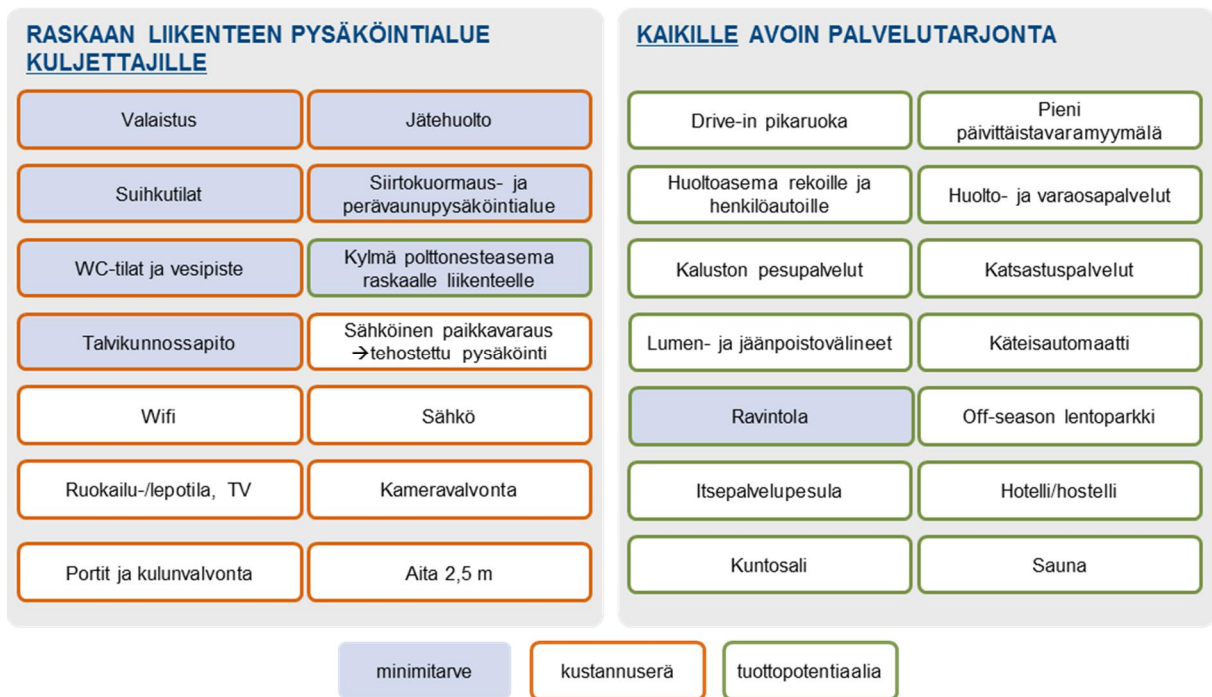 RASKAAN LIIKENTEEN PYSÄKÖINTIALUE
KULJETTAJILLE
Valaistus
Jätehuolto
Suihkutilat
Siirtokuormaus- ja
perävaunupysäköintialue
WC-tilat ja vesipiste
Kylmä polttonesteasema
raskaalle liikenteelle
Talvikunnossapito
Sähköinen paikkavaraus
→tehostettu pysäköinti
Wifi
Sähkö
Ruokailu-/lepotila, TV
Kameravalvonta
Portit ja kulunvalvonta
Aita 2,5 m
KAIKILLE AVOIN PALVELUTARJONTA
Drive-in pikaruoka
Pieni
päivittäistavaramyymälä
Huoltoasema rekoille ja
henkilöautoille
Huolto- ja varaosapalvelut
Kaluston pesupalvelut
Katsastuspalvelut
Lumen- ja jäänpoistovälineet
Käteisautomaatti
Ravintola
Off-season lentoparkki
Itsepalvelupesula
Hotelli/hostelli
Kuntosali
Sauna
minimitarve
kustannuserä
tuottopotentiaalia